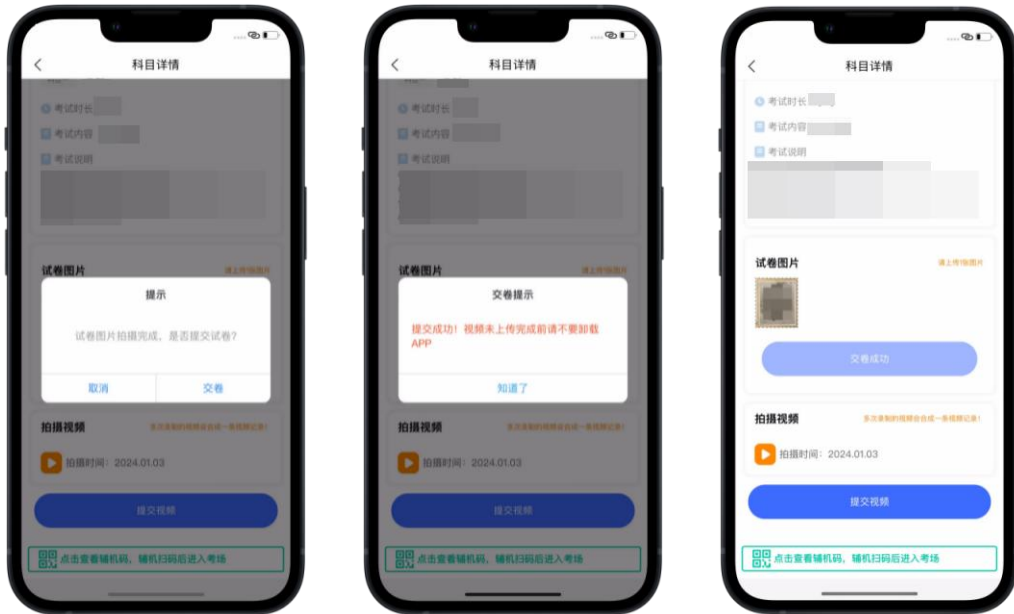 科目详情
考试时长
考试内容
考试说明
试卷图片 请上传1张图片
提示
试卷图片拍摄完成，是否提交试卷？
取消 交卷
拍摄视频 多次录制的视频会合成一条视频记录！
拍摄时间：2024.01.03
提交视频
点击查看辅机码，辅机扫码后进入考场
科目详情
考试时长
考试内容
考试说明
试卷图片 请上传1张图片
交卷提示
提交成功！视频未上传完成前请不要卸载
APP
知道了
拍摄视频 多次录制的视频会合成一条视频记录！
拍摄时间：2024.01.03
提交视频
点击查看辅机码，辅机扫码后进入考场
科目详情
考试时长
考试内容
考试说明
试卷图片 请上传1张图片
交卷成功
拍摄视频 多次录制的视频会合成一条视频记录！
拍摄时间：2024.01.03
提交视频
点击查看辅机码，辅机扫码后进入考场